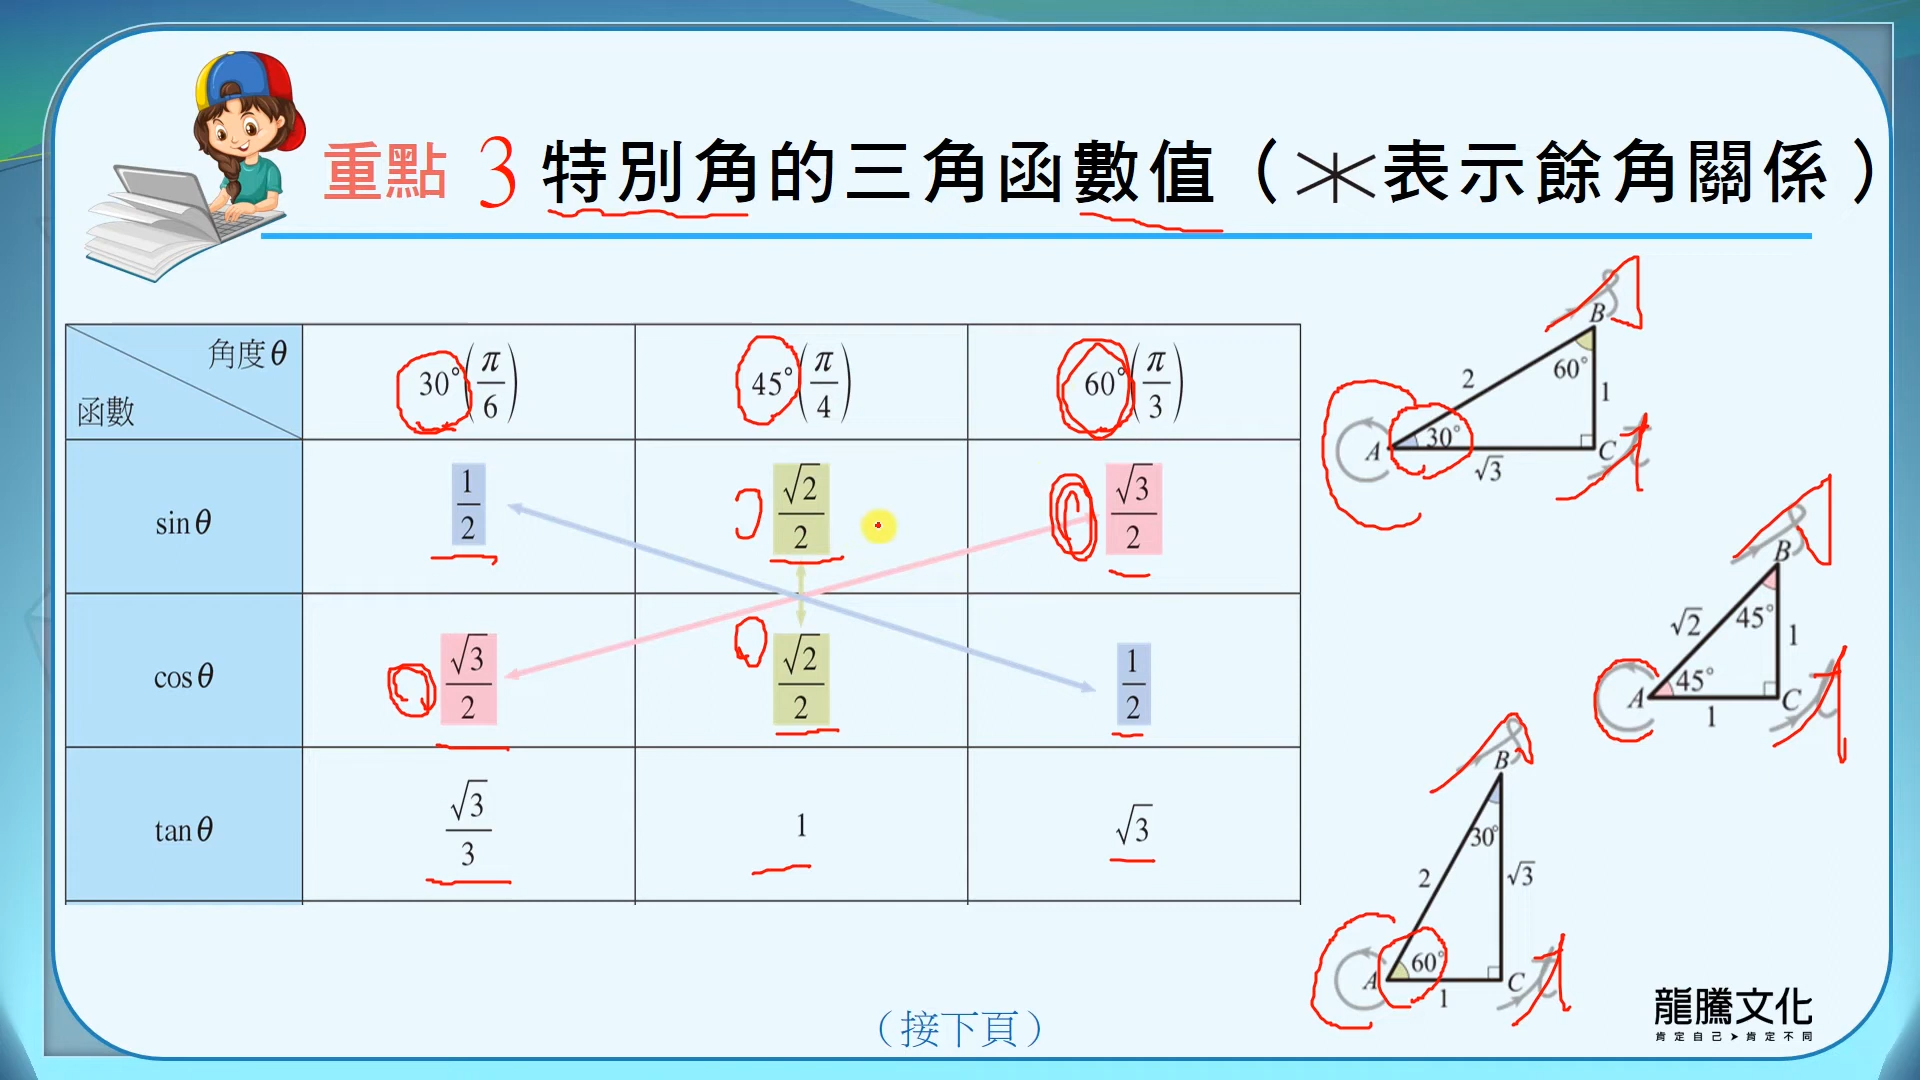 重點 3 特別角的三角函數值（＊表示餘角關係）
角度θ
函數
30°(π/6) 45°(π/4) 60°(π/3)
sinθ 1/2 √2/2 √3/2
cosθ √3/2 √2/2 1/2
tanθ √3/3 1 √3
B
60°
2
1
A 30° C
√3
B
√2 45° 1
A 45° C
1
B
30°
2 √3
A 60° C
1
（接下頁）
龍騰文化
肯定自己➤肯定不同